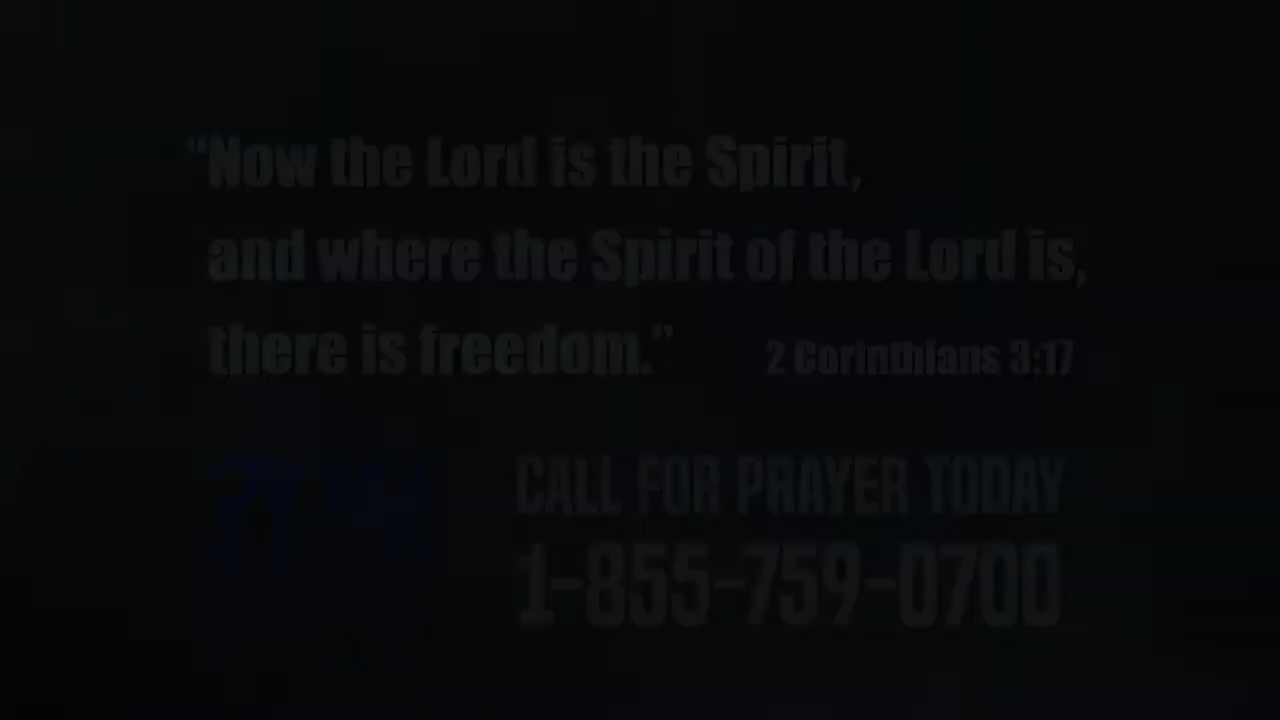 "Now the Lord is the Spirit,
and where the Spirit of the Lord is,
there is freedom." 2 Corinthians 3:17
CALL FOR PRAYER TODAY
1-855-759-0700